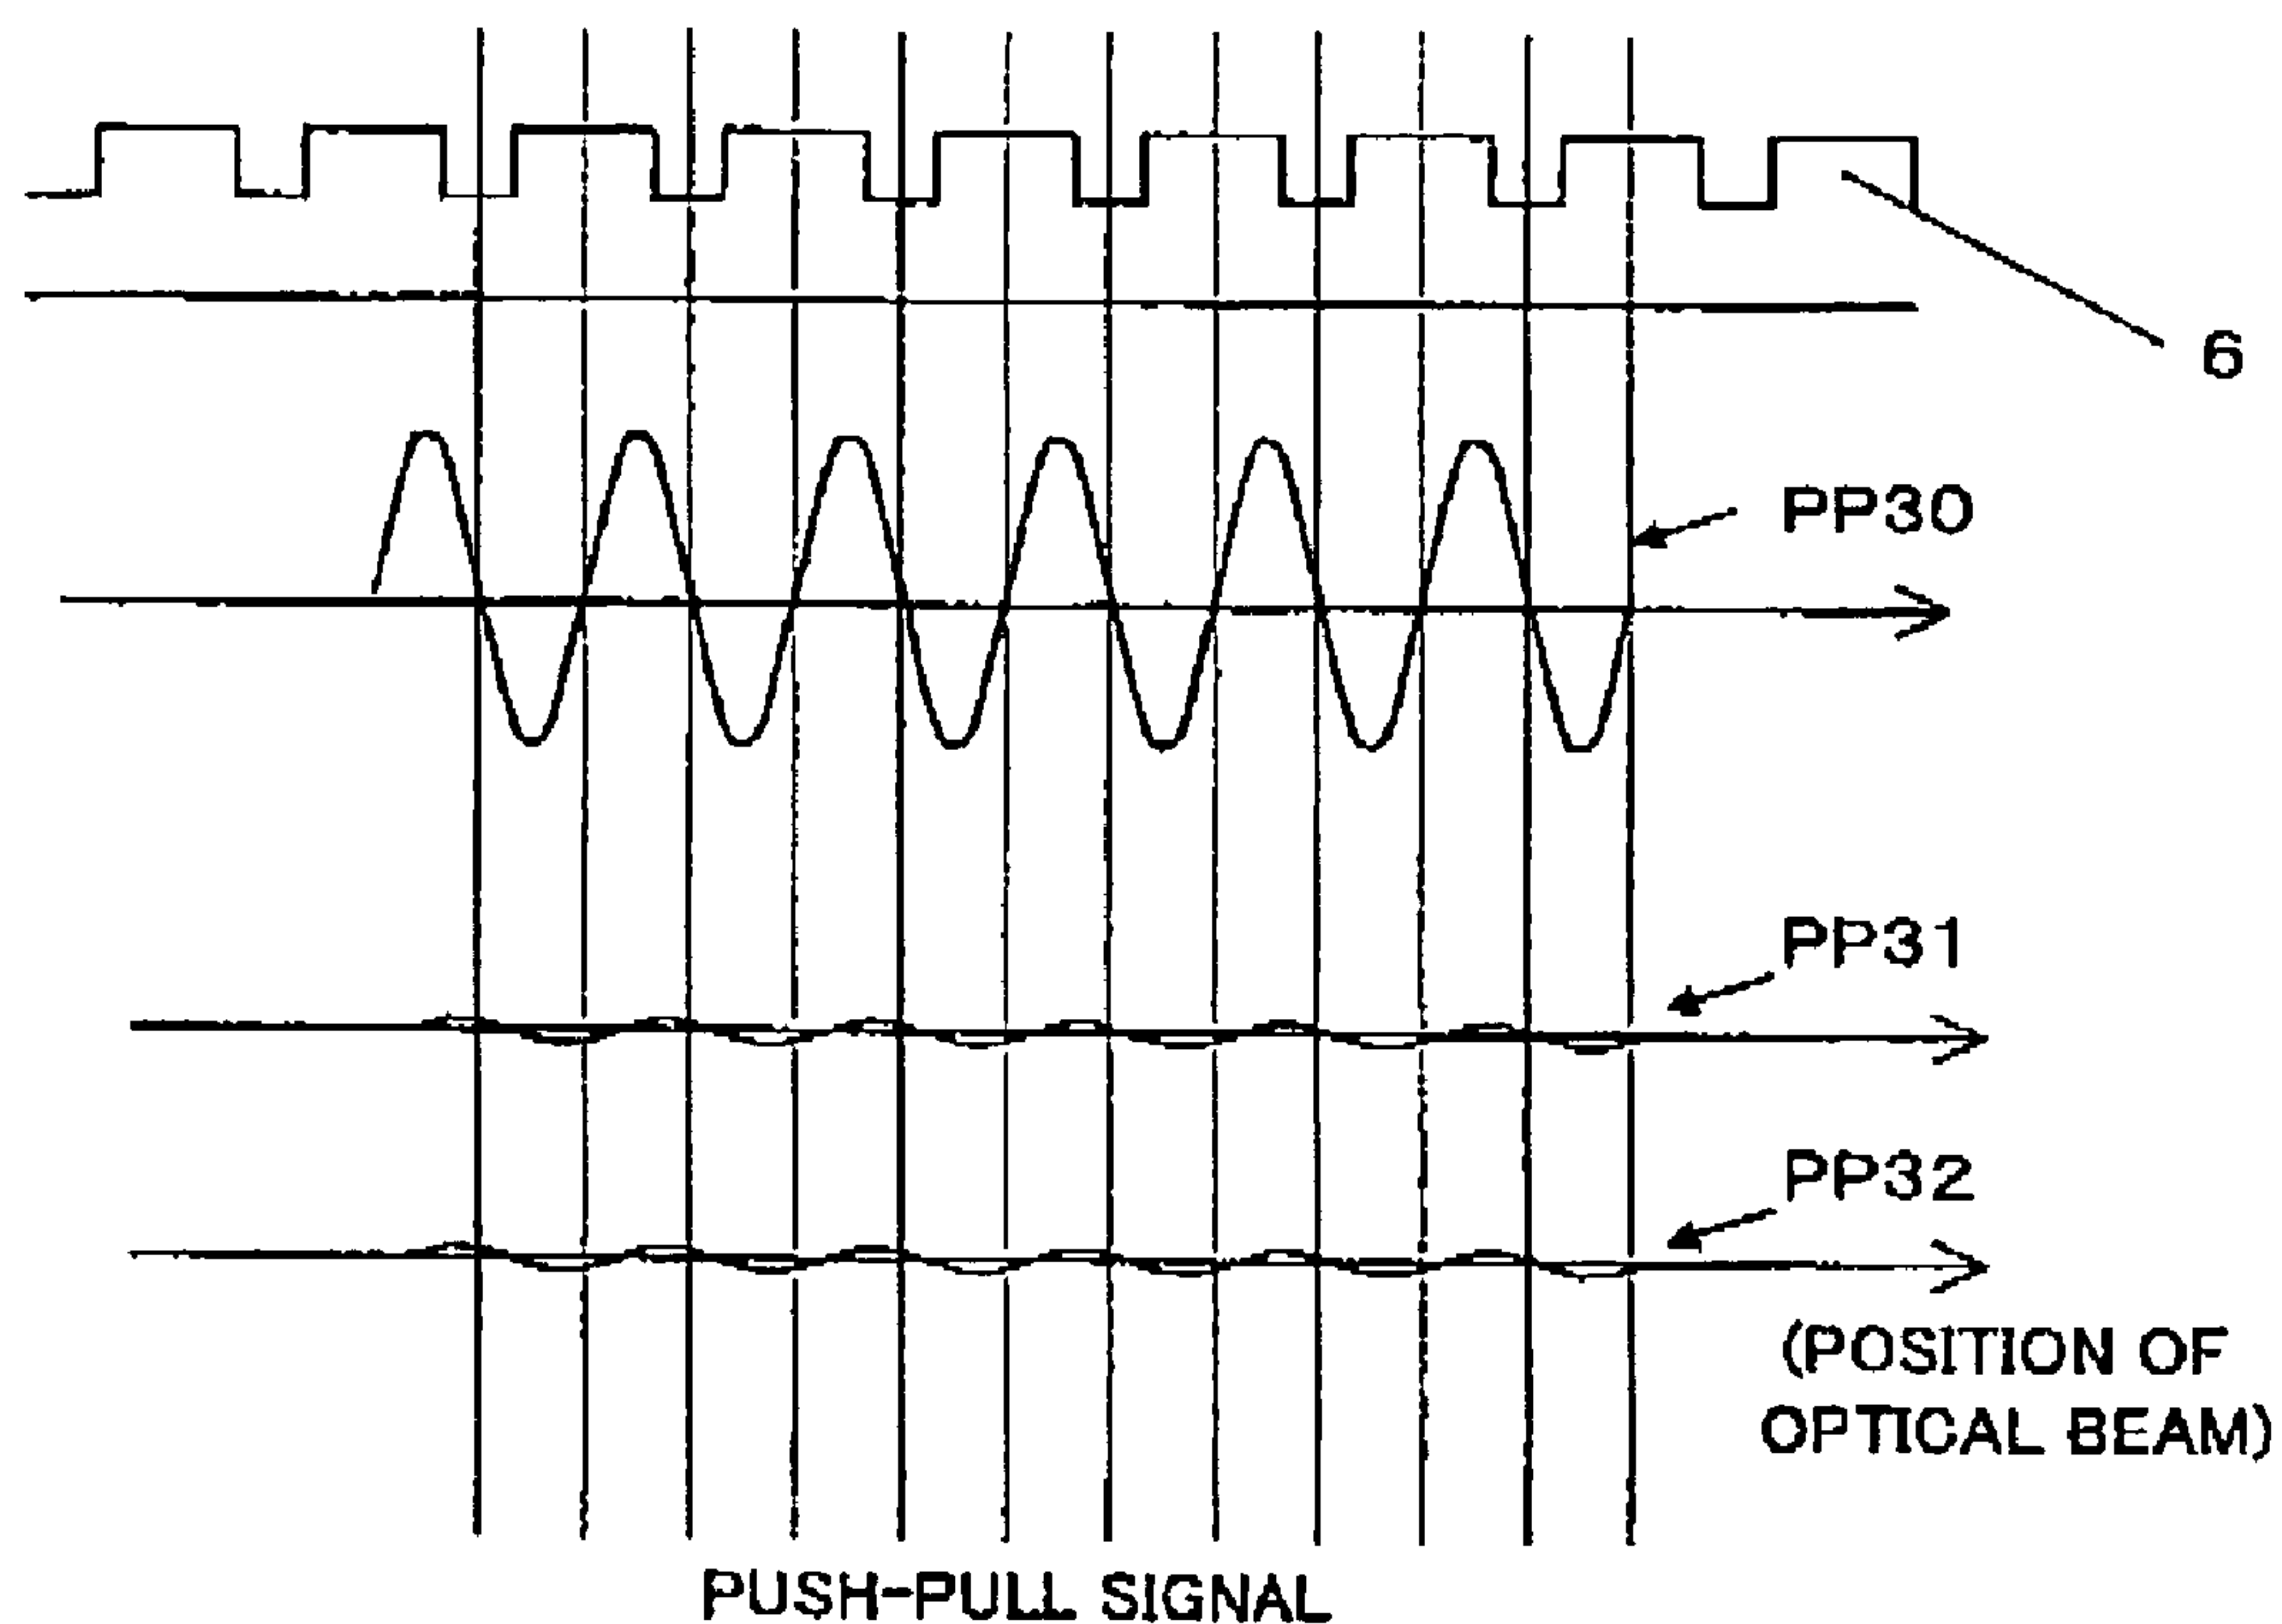 6
PP30
PP31
PP32
(POSITION OF
OPTICAL BEAM)
PUSH-PULL SIGNAL